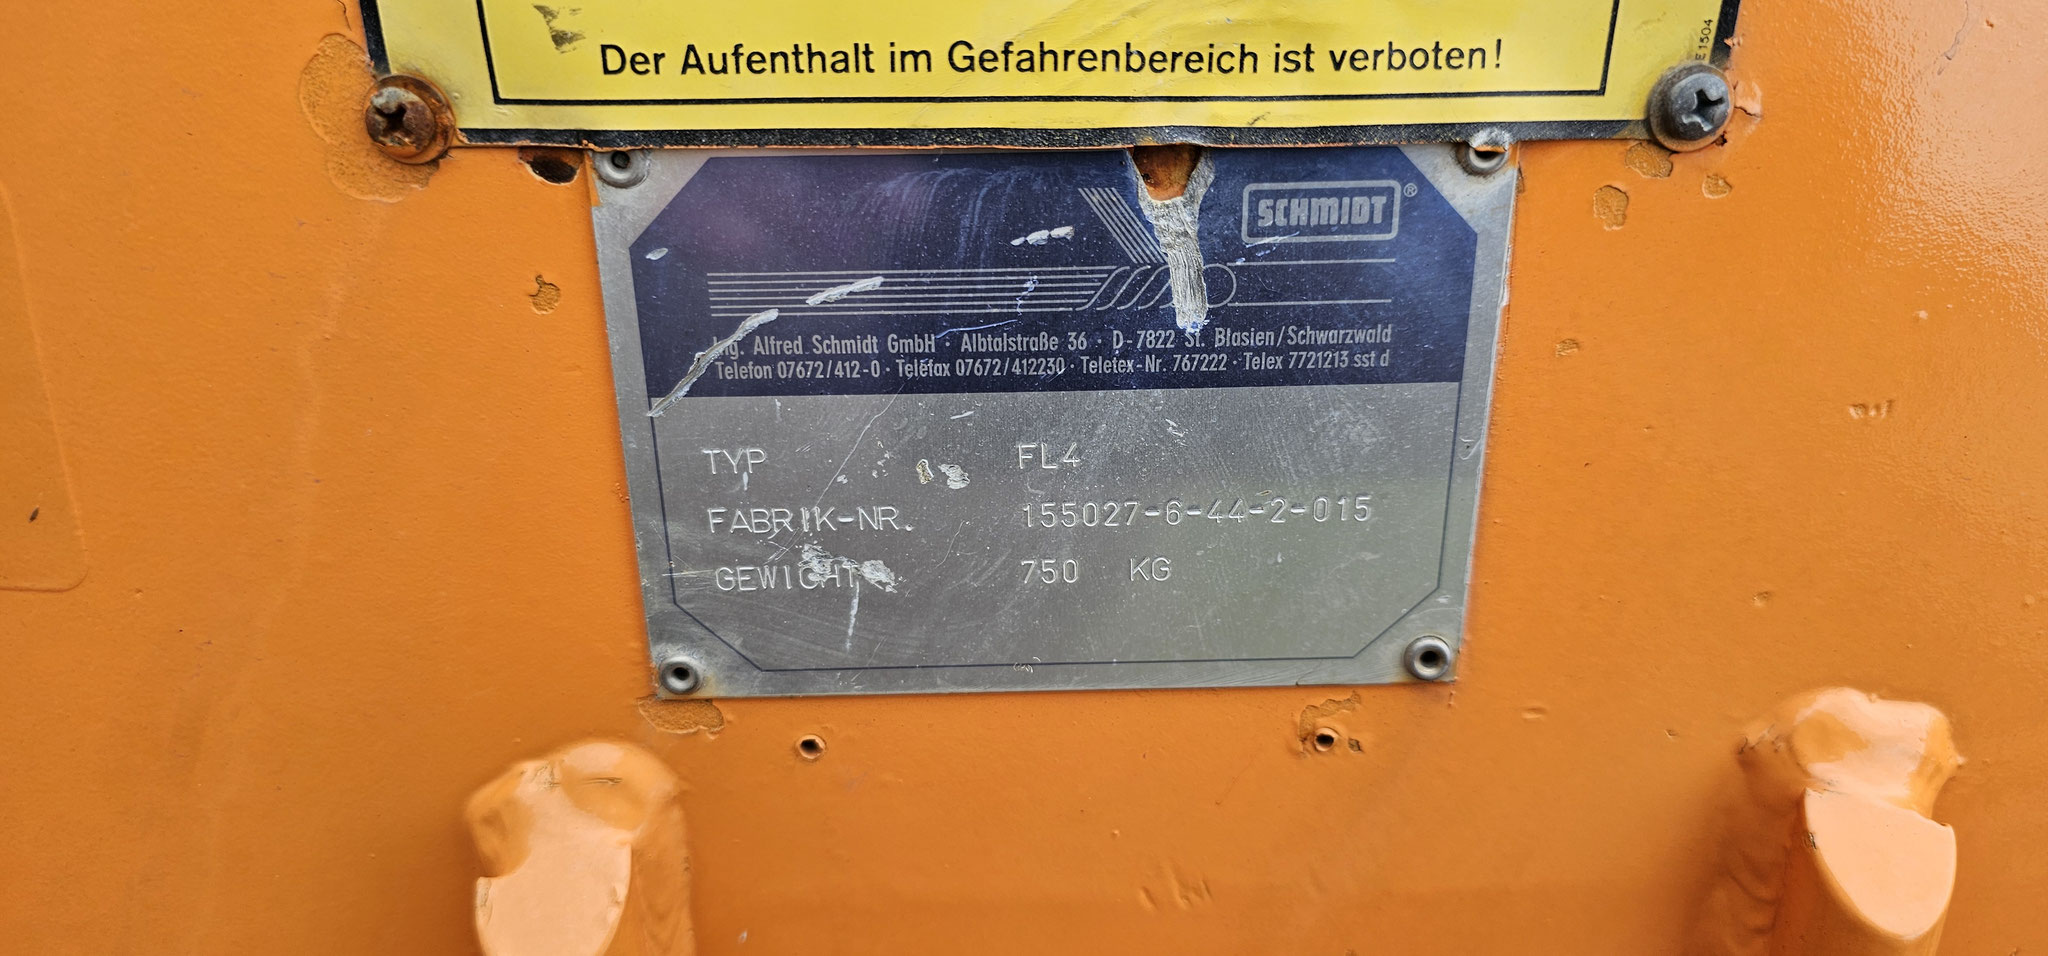 Der Aufenthalt im Gefahrenbereich ist verboten!
E 1504
SCHMIDT®
Ing. Alfred Schmidt GmbH · Albtalstraße 36 · D-7822 St. Blasien/Schwarzwald
Telefon 07672/412-0 · Telefax 07672/412230 · Teletex-Nr. 767222 · Telex 7721213 sst d
TYP FL4
FABRIK-NR. 155027-6-44-2-015
GEWICHT 750 KG